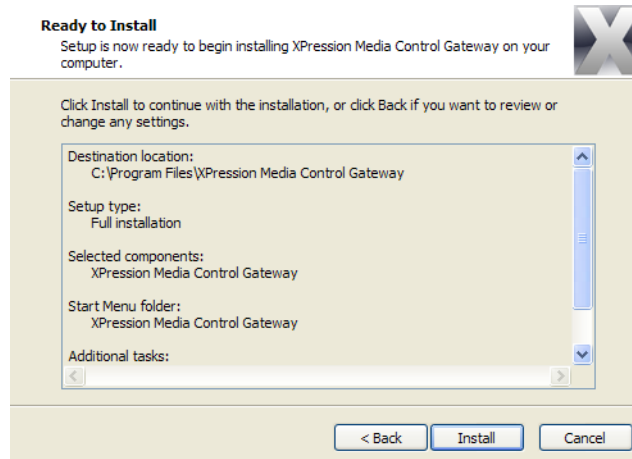 Ready to Install
Setup is now ready to begin installing XPression Media Control Gateway on your
computer.
Click Install to continue with the installation, or click Back if you want to review or
change any settings.
Destination location:
C:\Program Files\XPression Media Control Gateway
Setup type:
Full installation
Selected components:
XPression Media Control Gateway
Start Menu folder:
XPression Media Control Gateway
Additional tasks:
< Back Install Cancel